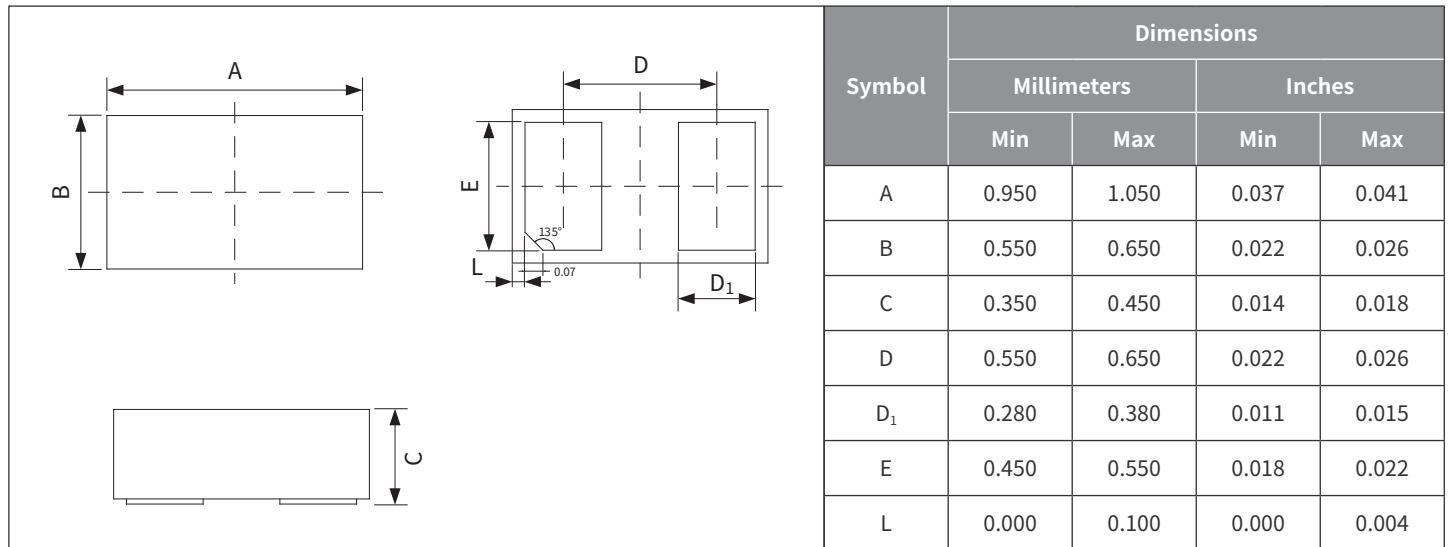 A
B
D
E
135°
L
0.07
D₁
C
Symbol Dimensions
Millimeters Inches
Min Max Min Max
A 0.950 1.050 0.037 0.041
B 0.550 0.650 0.022 0.026
C 0.350 0.450 0.014 0.018
D 0.550 0.650 0.022 0.026
D₁ 0.280 0.380 0.011 0.015
E 0.450 0.550 0.018 0.022
L 0.000 0.100 0.000 0.004